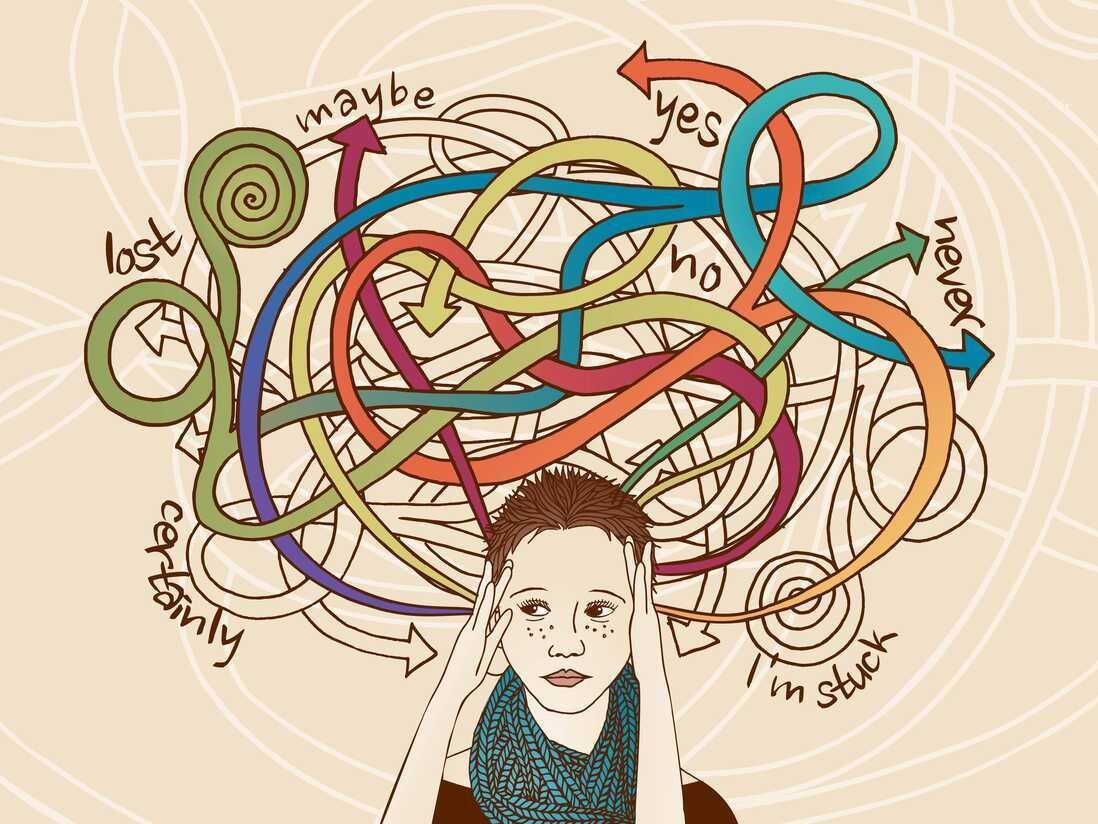 maybe
yes
lost
no
never
certainly
I'm stuck